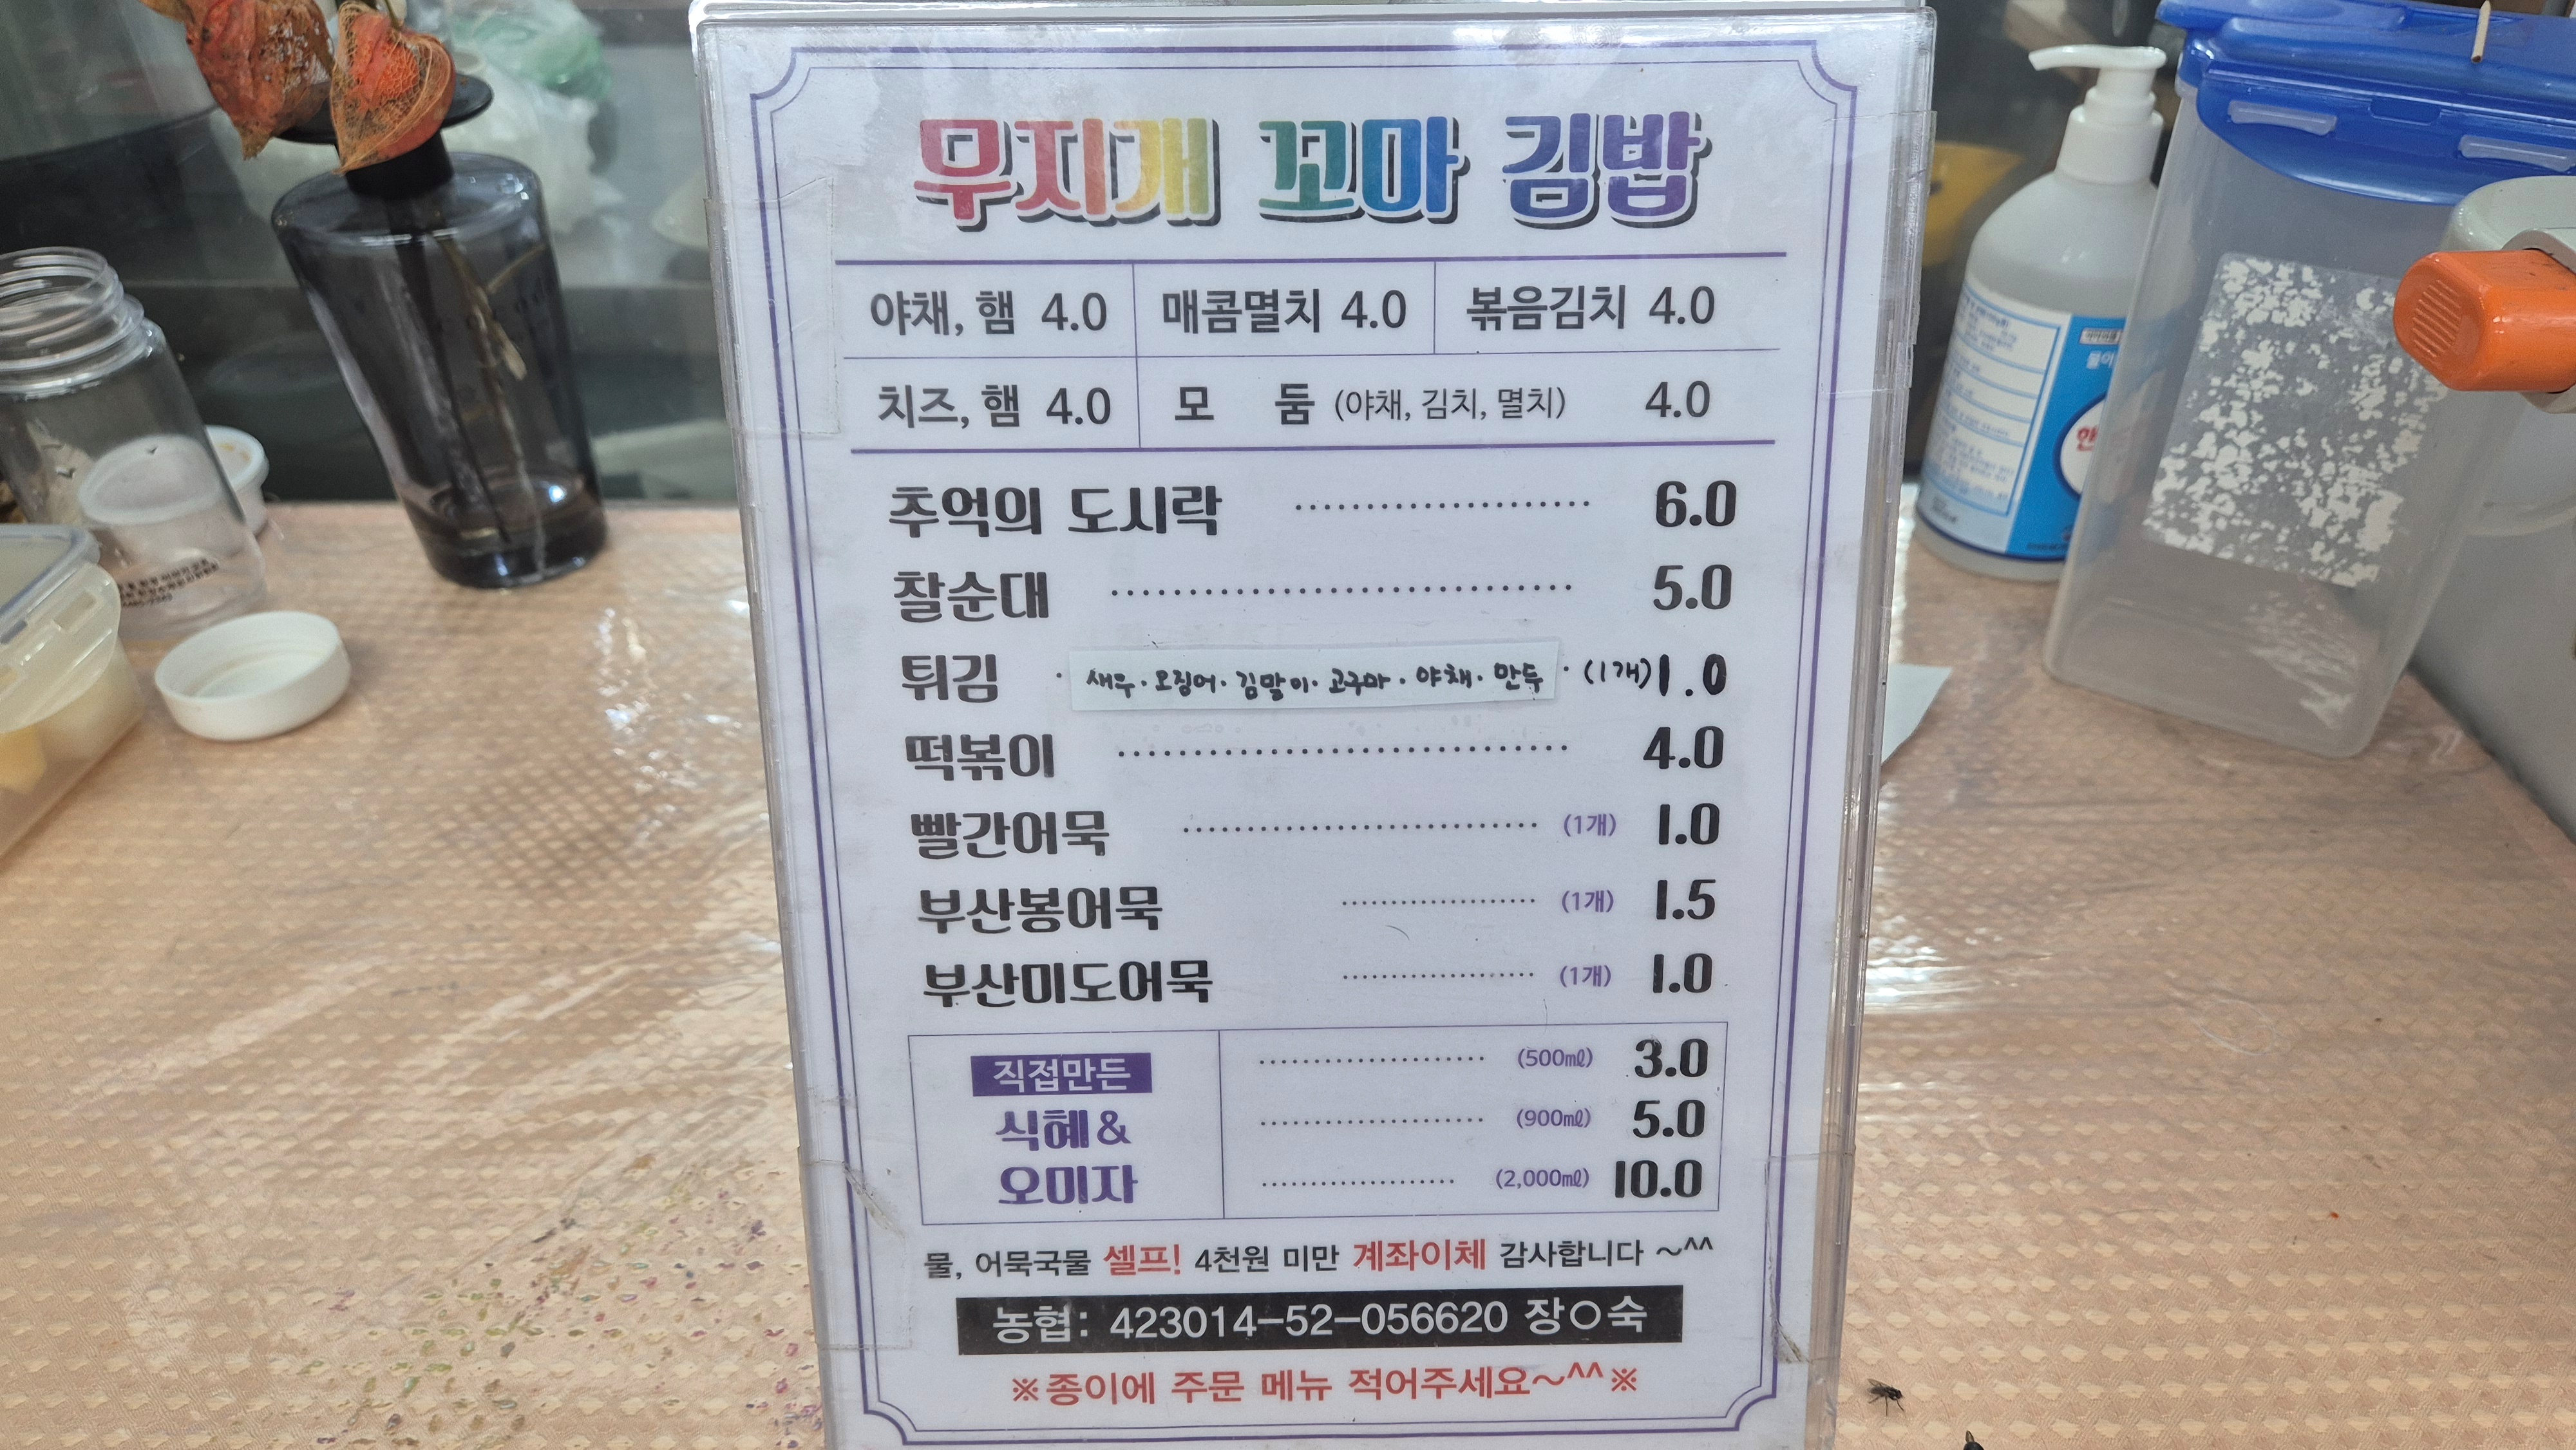 무지개 꼬마 김밥
야채, 햄 4.0 매콤멸치 4.0 볶음김치 4.0
치즈, 햄 4.0 모 둠 (야채, 김치, 멸치) 4.0
추억의 도시락 6.0
찰순대 5.0
튀김 새우·오징어·김말이·고구마·야채·만두 (1개) 1.0
떡볶이 4.0
빨간어묵 (1개) 1.0
부산봉어묵 (1개) 1.5
부산미도어묵 (1개) 1.0
직접만든
식혜&
오미자
(500㎖) 3.0
(900㎖) 5.0
(2,000㎖) 10.0
물, 어묵국물 셀프! 4천원 미만 계좌이체 감사합니다 ~^^
농협: 423014-52-056620 장○숙
※종이에 주문 메뉴 적어주세요~^^※